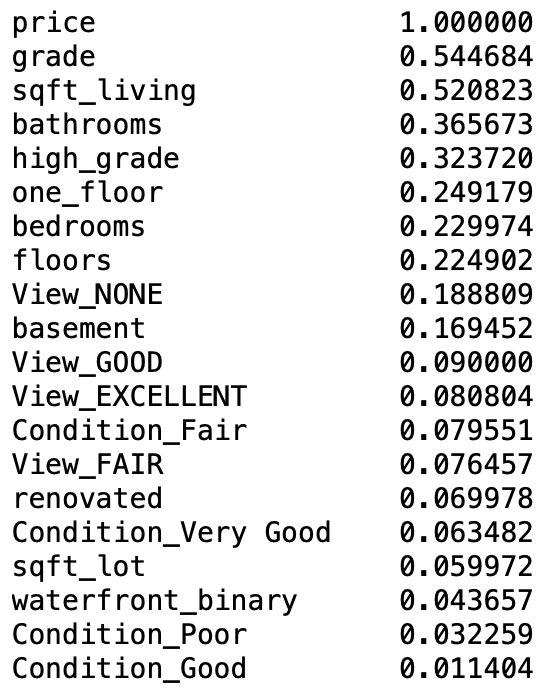 price 1.000000
grade 0.544684
sqft_living 0.520823
bathrooms 0.365673
high_grade 0.323720
one_floor 0.249179
bedrooms 0.229974
floors 0.224902
View_NONE 0.188809
basement 0.169452
View_GOOD 0.090000
View_EXCELLENT 0.080804
Condition_Fair 0.079551
View_FAIR 0.076457
renovated 0.069978
Condition_Very Good 0.063482
sqft_lot 0.059972
waterfront_binary 0.043657
Condition_Poor 0.032259
Condition_Good 0.011404